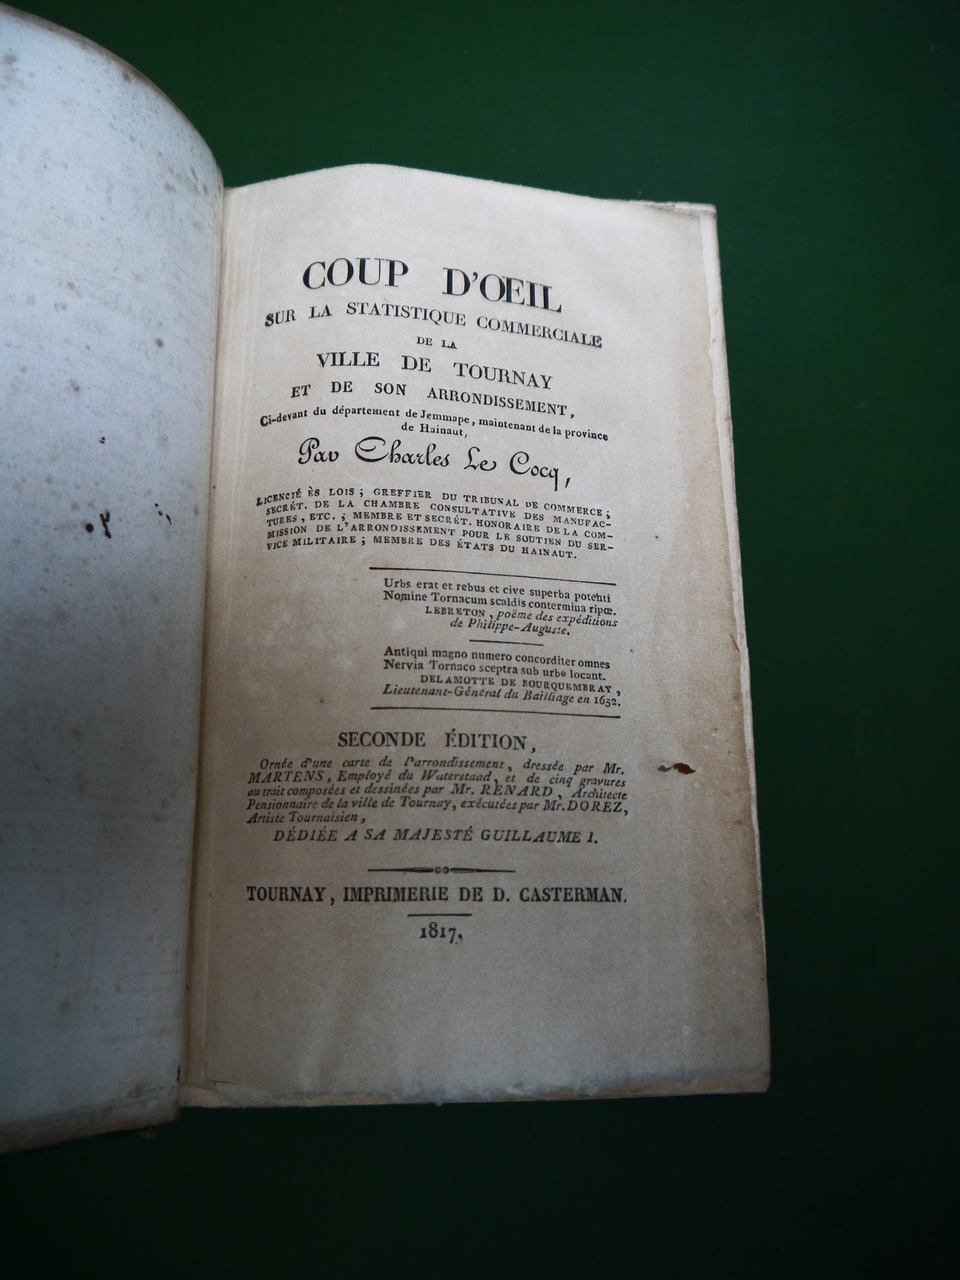 COUP D'ŒIL
SUR LA STATISTIQUE COMMERCIALE
DE LA
VILLE DE TOURNAY
ET DE SON ARRONDISSEMENT,
Ci-devant du département de Jemmape, maintenant de la province
de Hainaut,
Par Charles Le Cocq,
LICENCIÉ ÈS LOIS ; GREFFIER DU TRIBUNAL DE COMMERCE ;
SECRÉT. DE LA CHAMBRE CONSULTATIVE DES MANUFAC-
TURES, ETC. ; MEMBRE ET SECRÉT. HONORAIRE DE LA COM-
MISSION DE L'ARRONDISSEMENT POUR LE SOUTIEN DU SER-
VICE MILITAIRE ; MEMBRE DES ÉTATS DU HAINAUT.
Urbs erat et rebus et cive superba potenti
Nomine Tornacum scaldis contermina ripœ.
LEBRETON, poëme des expéditions
de Philippe-Auguste.
Antiqui magno numero concorditer omnes
Nervia Tornaco sceptra sub urbe locant.
DELAMOTTE DE BOURQUEMBRAY,
Lieutenant-Général du Bailliage en 1652.
SECONDE ÉDITION,
Ornée d'une carte de l'arrondissement, dressée par Mr.
MARTENS, Employé du Waterstaad, et de cinq gravures
au trait composées et dessinées par Mr. RENARD, Architecte
Pensionnaire de la ville de Tournay, exécutées par Mr. DOREZ,
Artiste Tournaisien,
DÉDIÉE A SA MAJESTÉ GUILLAUME I.
TOURNAY, IMPRIMERIE DE D. CASTERMAN.
1817.